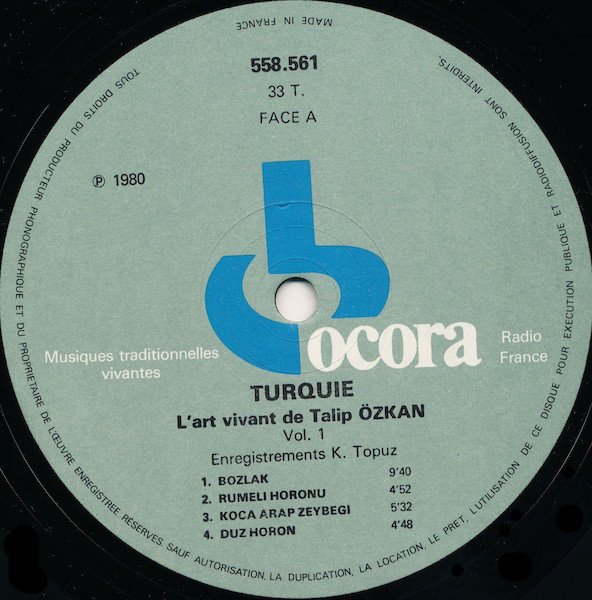 MADE IN FRANCE
558.561
33 T.
FACE A
℗ 1980
ocora
Musiques traditionnelles
vivantes
Radio
France
TURQUIE
L'art vivant de Talip ÖZKAN
Vol. 1
Enregistrements K. Topuz
1. BOZLAK 9'40
2. RUMELI HORONU 4'52
3. KOCA ARAP ZEYBEGI 5'32
4. DUZ HORON 4'48
TOUS DROITS DU PRODUCTEUR PHONOGRAPHIQUE ET DU PROPRIETAIRE DE L'ŒUVRE ENREGISTREE RESERVES. SAUF AUTORISATION, LA DUPLICATION, LA LOCATION, LE PRET, L'UTILISATION DE CE DISQUE POUR EXECUTION PUBLIQUE ET RADIODIFFUSION SONT INTERDITS.